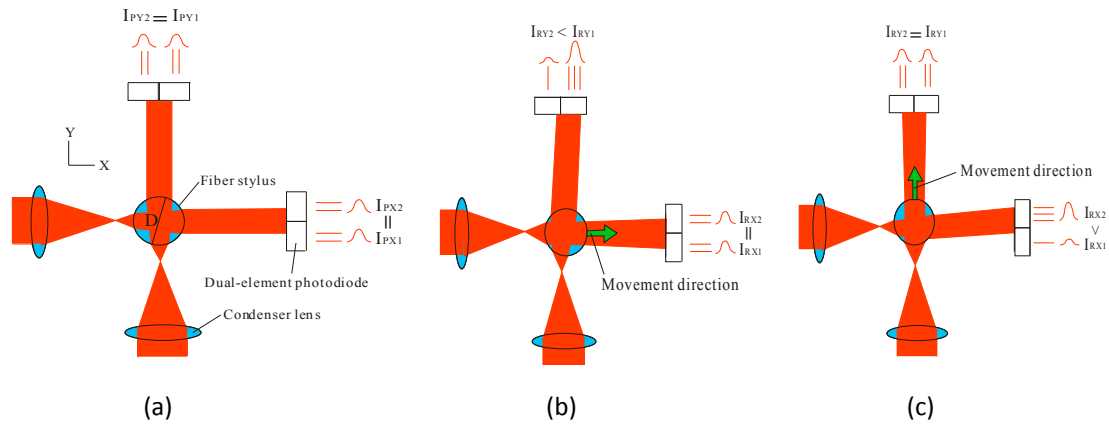 IPY2 = IPY1
Y
X
Fiber stylus
D
IPX2
=
IPX1
Dual-element photodiode
Condenser lens
(a)
IRY2 < IRY1
IRX2
=
IRX1
Movement direction
(b)
IRY2 = IRY1
Movement direction
IRX2
>
IRX1
(c)